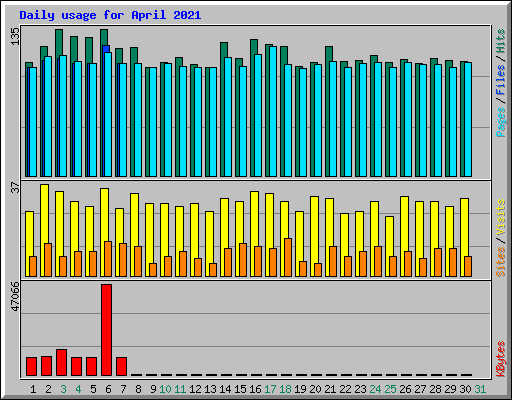 Daily usage for April 2021
135
Pages / Files / Hits
37
Sites / Visits
47066
KBytes
1 2 3 4 5 6 7 8 9 10 11 12 13 14 15 16 17 18 19 20 21 22 23 24 25 26 27 28 29 30 31